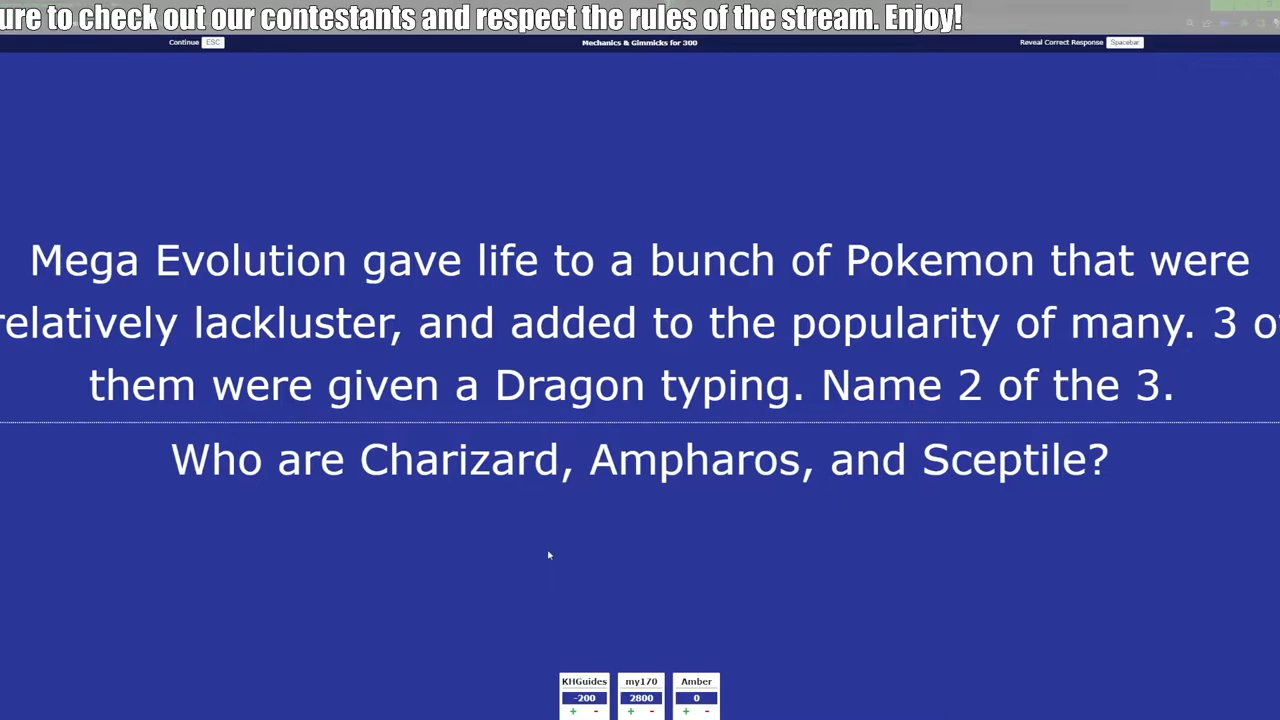 ure to check out our contestants and respect the rules of the stream. Enjoy!
Continue ESC
Mechanics & Gimmicks for 300
Reveal Correct Response Spacebar
Mega Evolution gave life to a bunch of Pokemon that were
relatively lackluster, and added to the popularity of many. 3 of
them were given a Dragon typing. Name 2 of the 3.
Who are Charizard, Ampharos, and Sceptile?
KHGuides my170 Amber
-200 2800 0
+ - + - + -